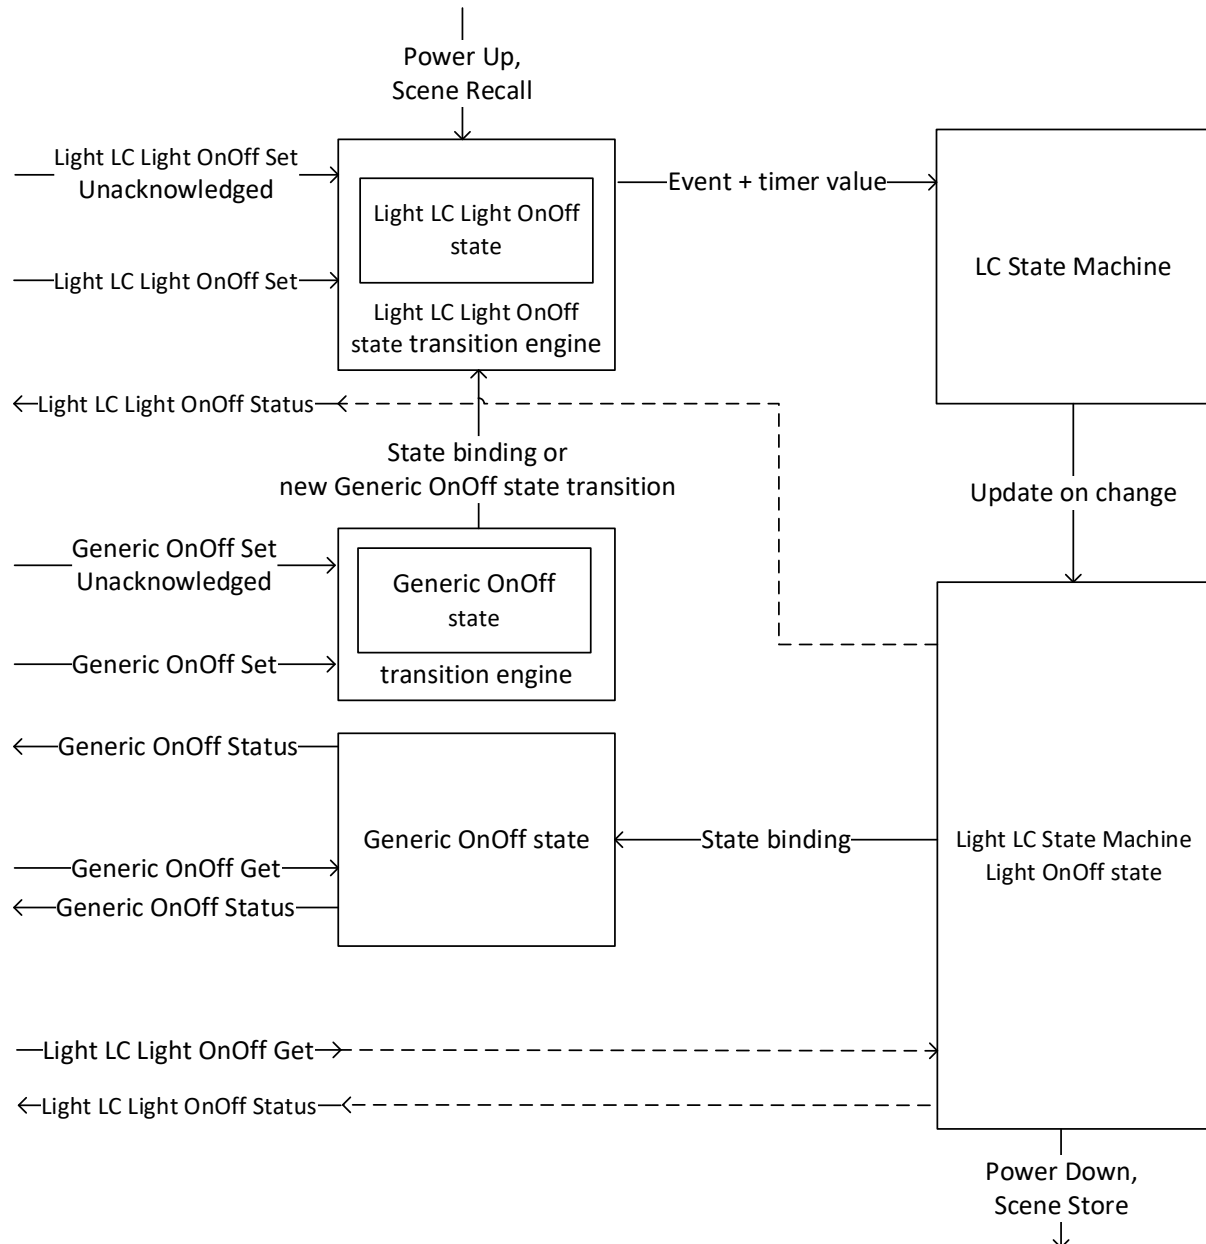 Power Up,
Scene Recall
Light LC Light OnOff Set
Unacknowledged
Light LC Light OnOff
state
Event + timer value
LC State Machine
Light LC Light OnOff Set
Light LC Light OnOff
state transition engine
Light LC Light OnOff Status
State binding or
new Generic OnOff state transition
Update on change
Generic OnOff Set
Unacknowledged
Generic OnOff
state
Generic OnOff Set
transition engine
Generic OnOff Status
Generic OnOff state
State binding
Light LC State Machine
Light OnOff state
Generic OnOff Get
Generic OnOff Status
Light LC Light OnOff Get
Light LC Light OnOff Status
Power Down,
Scene Store